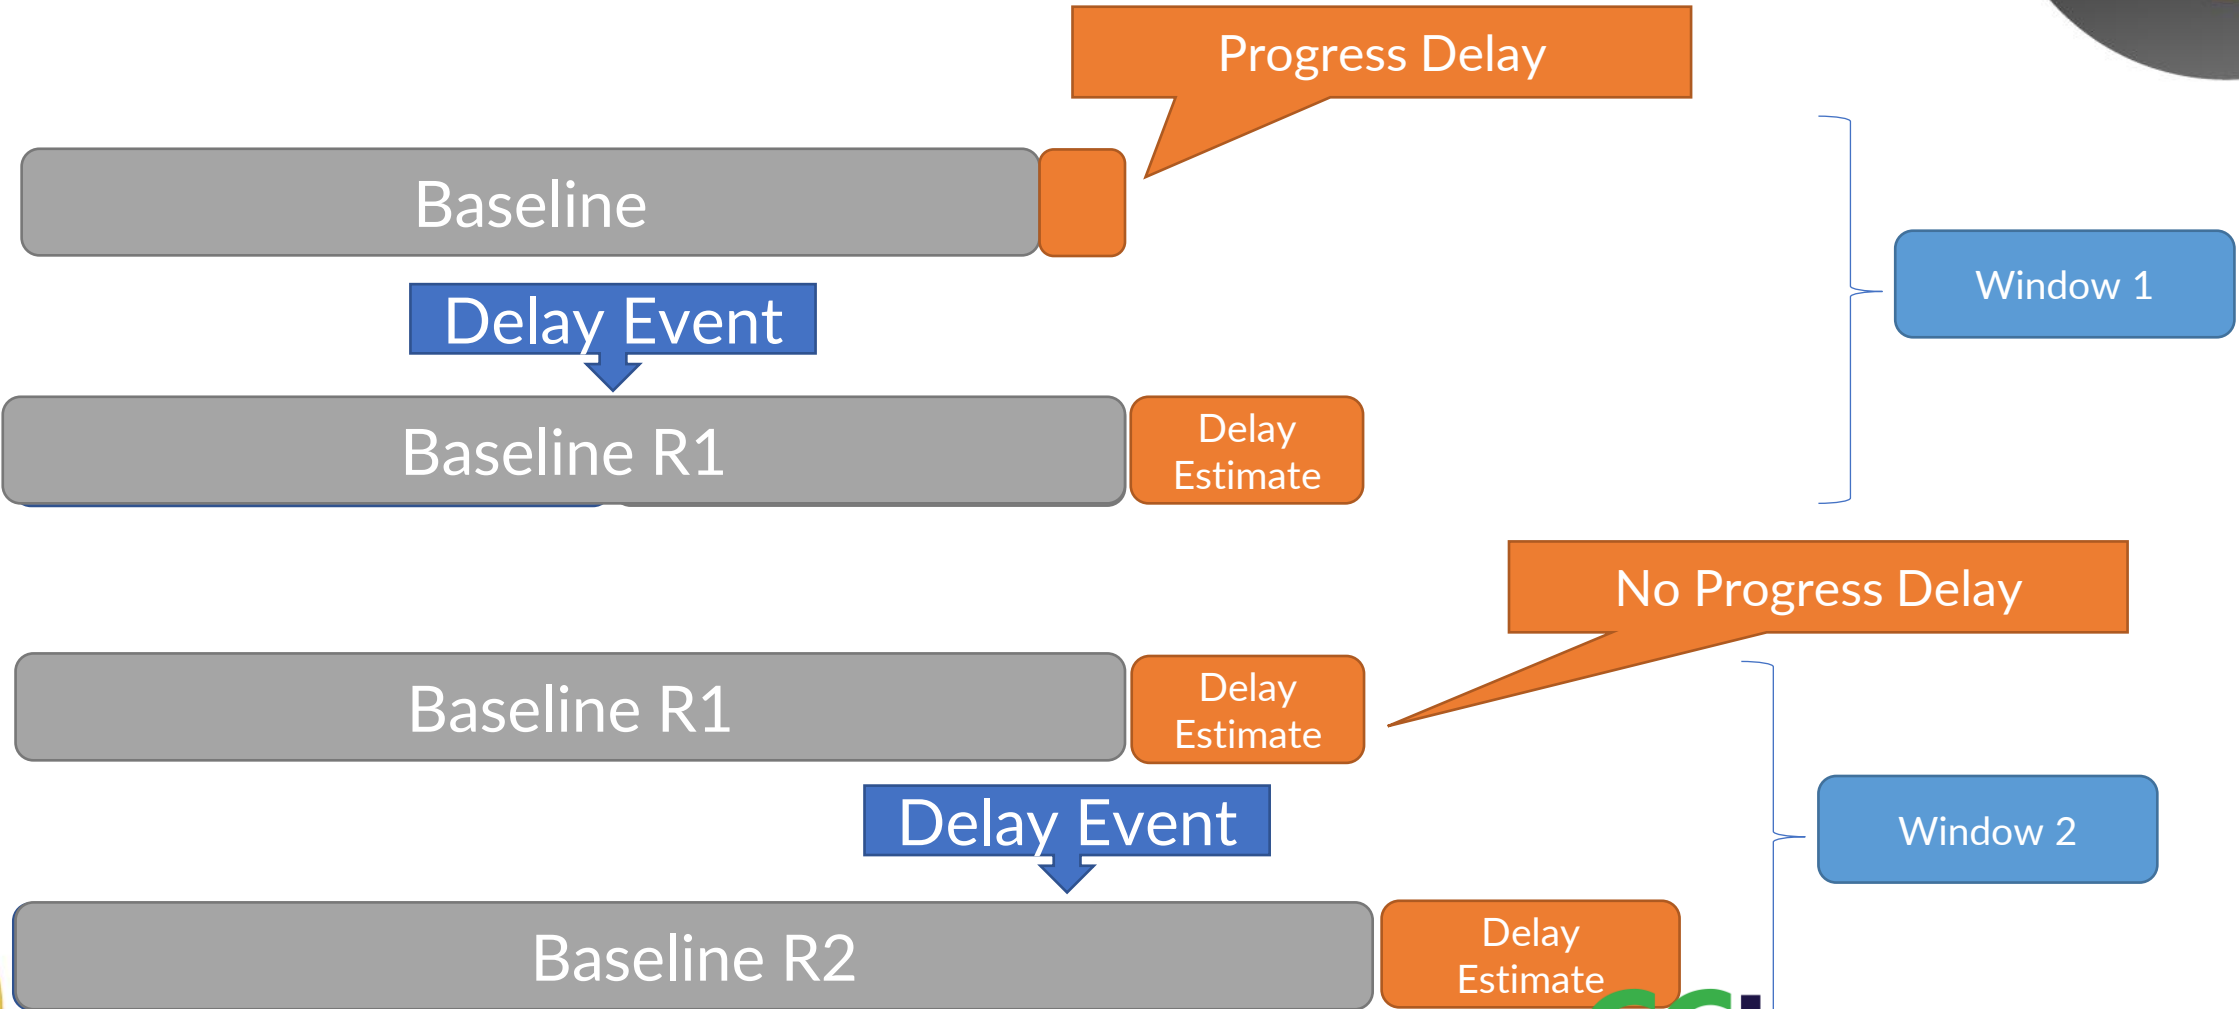 Progress Delay
Baseline
Delay Event
Window 1
Baseline R1
Delay
Estimate
No Progress Delay
Baseline R1
Delay
Estimate
Delay Event
Window 2
Baseline R2
Delay
Estimate